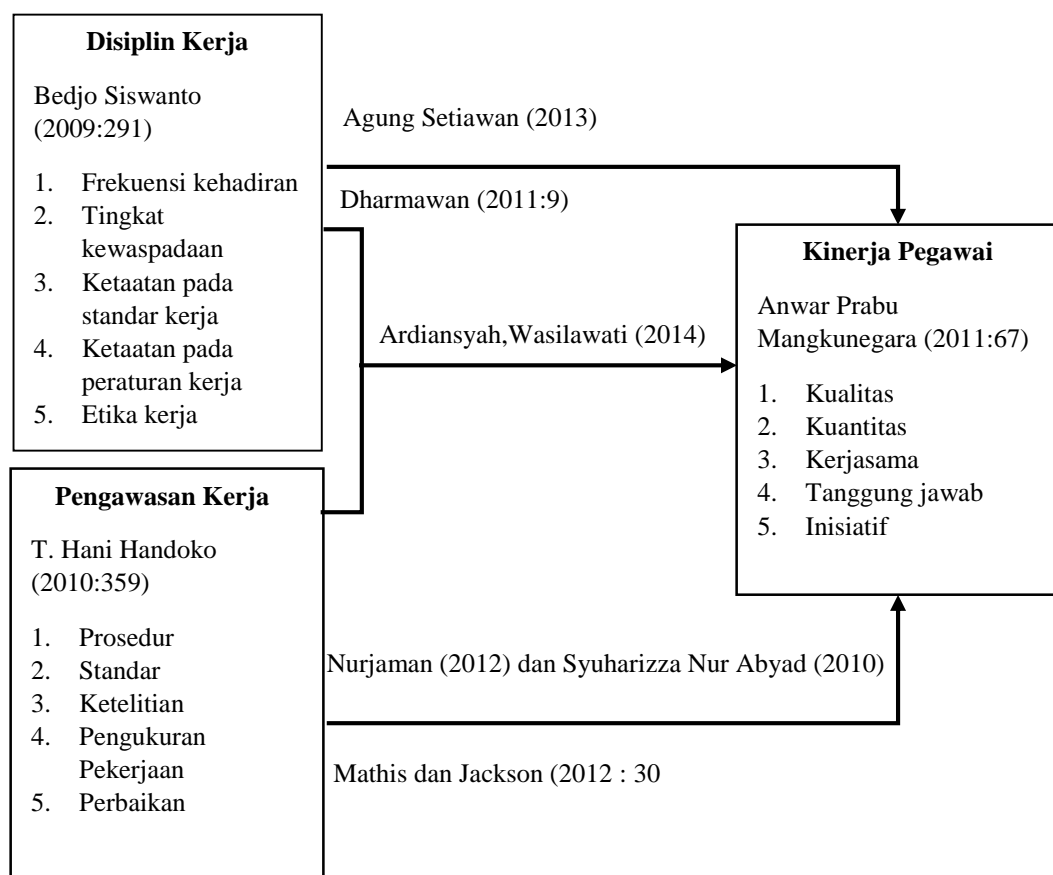 Disiplin Kerja
Bedjo Siswanto
(2009:291)
1. Frekuensi kehadiran
2. Tingkat
kewaspadaan
3. Ketaatan pada
standar kerja
4. Ketaatan pada
peraturan kerja
5. Etika kerja
Agung Setiawan (2013)
Dharmawan (2011:9)
Ardiansyah,Wasilawati (2014)
Kinerja Pegawai
Anwar Prabu
Mangkunegara (2011:67)
1. Kualitas
2. Kuantitas
3. Kerjasama
4. Tanggung jawab
5. Inisiatif
Pengawasan Kerja
T. Hani Handoko
(2010:359)
1. Prosedur
2. Standar
3. Ketelitian
4. Pengukuran
Pekerjaan
5. Perbaikan
Nurjaman (2012) dan Syuharizza Nur Abyad (2010)
Mathis dan Jackson (2012 : 30